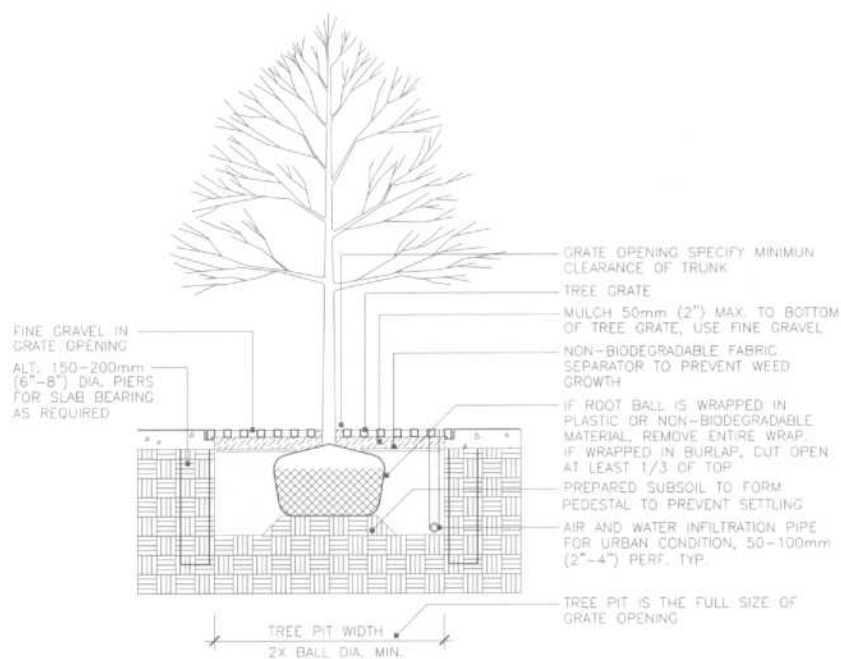 GRATE OPENING SPECIFY MINIMUN
CLEARANCE OF TRUNK
TREE GRATE
MULCH 50mm (2") MAX. TO BOTTOM
OF TREE GRATE, USE FINE GRAVEL
NON-BIODEGRADABLE FABRIC
SEPARATOR TO PREVENT WEED
GROWTH
IF ROOT BALL IS WRAPPED IN
PLASTIC OR NON-BIODEGRADABLE
MATERIAL, REMOVE ENTIRE WRAP.
IF WRAPPED IN BURLAP, CUT OPEN
AT LEAST 1/3 OF TOP
PREPARED SUBSOIL TO FORM
PEDESTAL TO PREVENT SETTLING
AIR AND WATER INFILTRATION PIPE
FOR URBAN CONDITION, 50-100mm
(2"-4") PERF. TYP.
TREE PIT IS THE FULL SIZE OF
GRATE OPENING
FINE GRAVEL IN
GRATE OPENING
ALT. 150-200mm
(6"-8") DIA. PIERS
FOR SLAB BEARING
AS REQUIRED
TREE PIT WIDTH
2X BALL DIA. MIN.